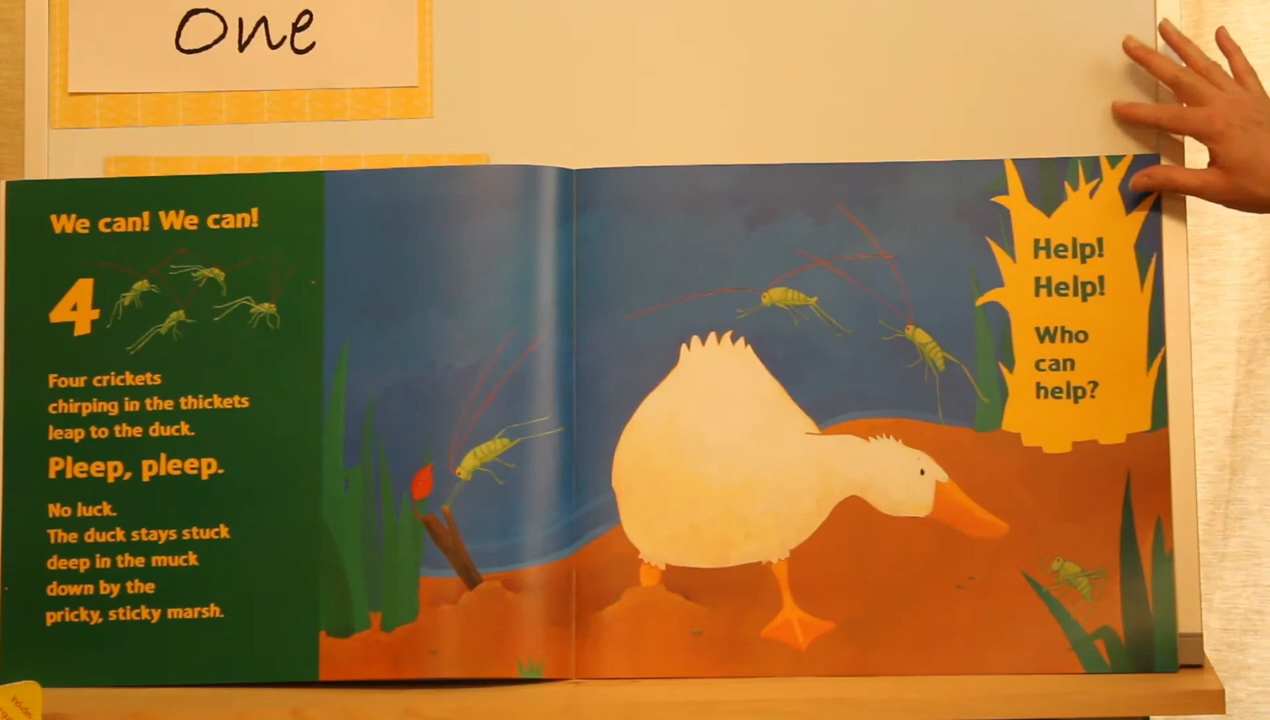 One
We can! We can!
4
Four crickets
chirping in the thickets
leap to the duck.
Pleep, pleep.
No luck.
The duck stays stuck
deep in the muck
down by the
pricky, sticky marsh.
Help!
Help!
Who
can
help?